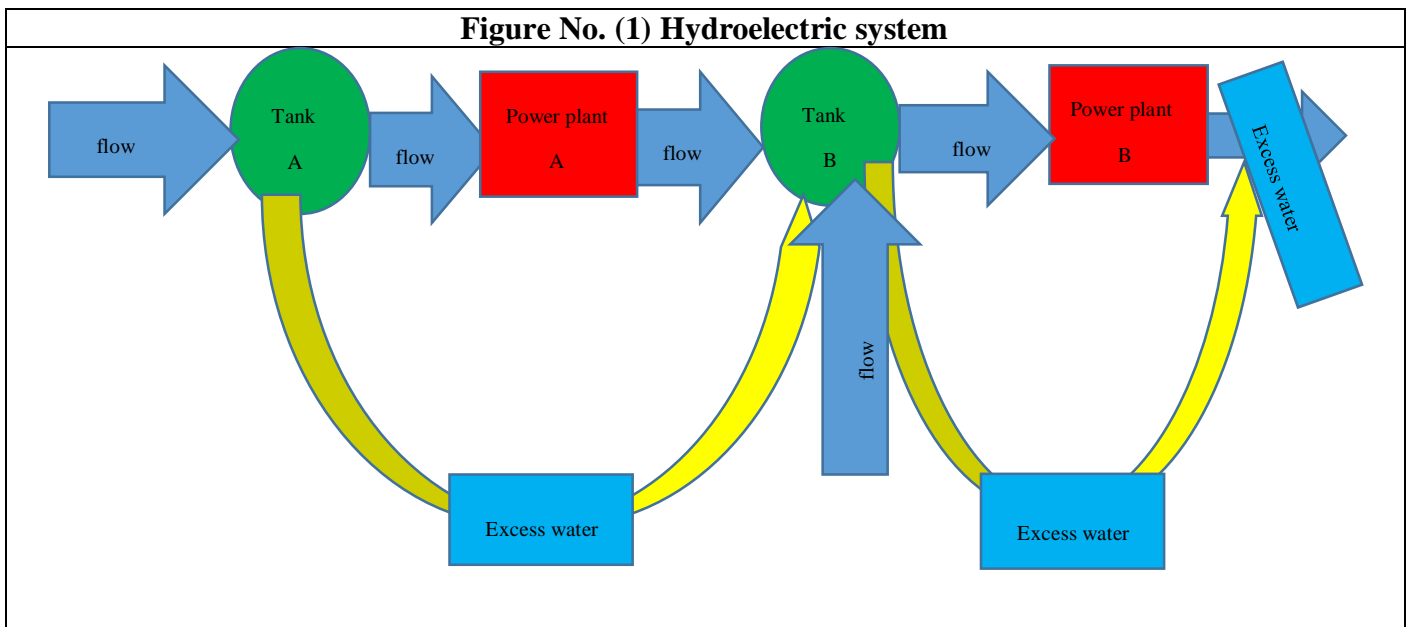 Figure No. (1) Hydroelectric system
flow
Tank
A
flow
Power plant
A
flow
Tank
B
flow
Power plant
B
Excess water
flow
Excess water
Excess water